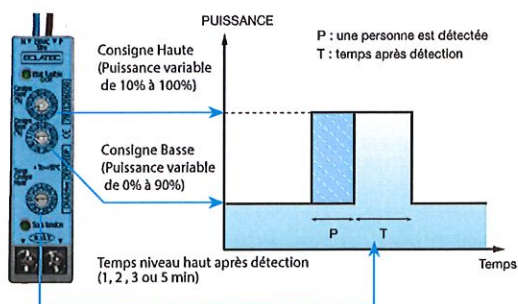 PUISSANCE
P : une personne est détectée
T : temps après détection
Consigne Haute
(Puissance variable
de 10% à 100%)
Consigne Basse
(Puissance variable
de 0% à 90%)
P
T
Temps
Temps niveau haut après détection
(1, 2, 3 ou 5 min)
ECLATEC